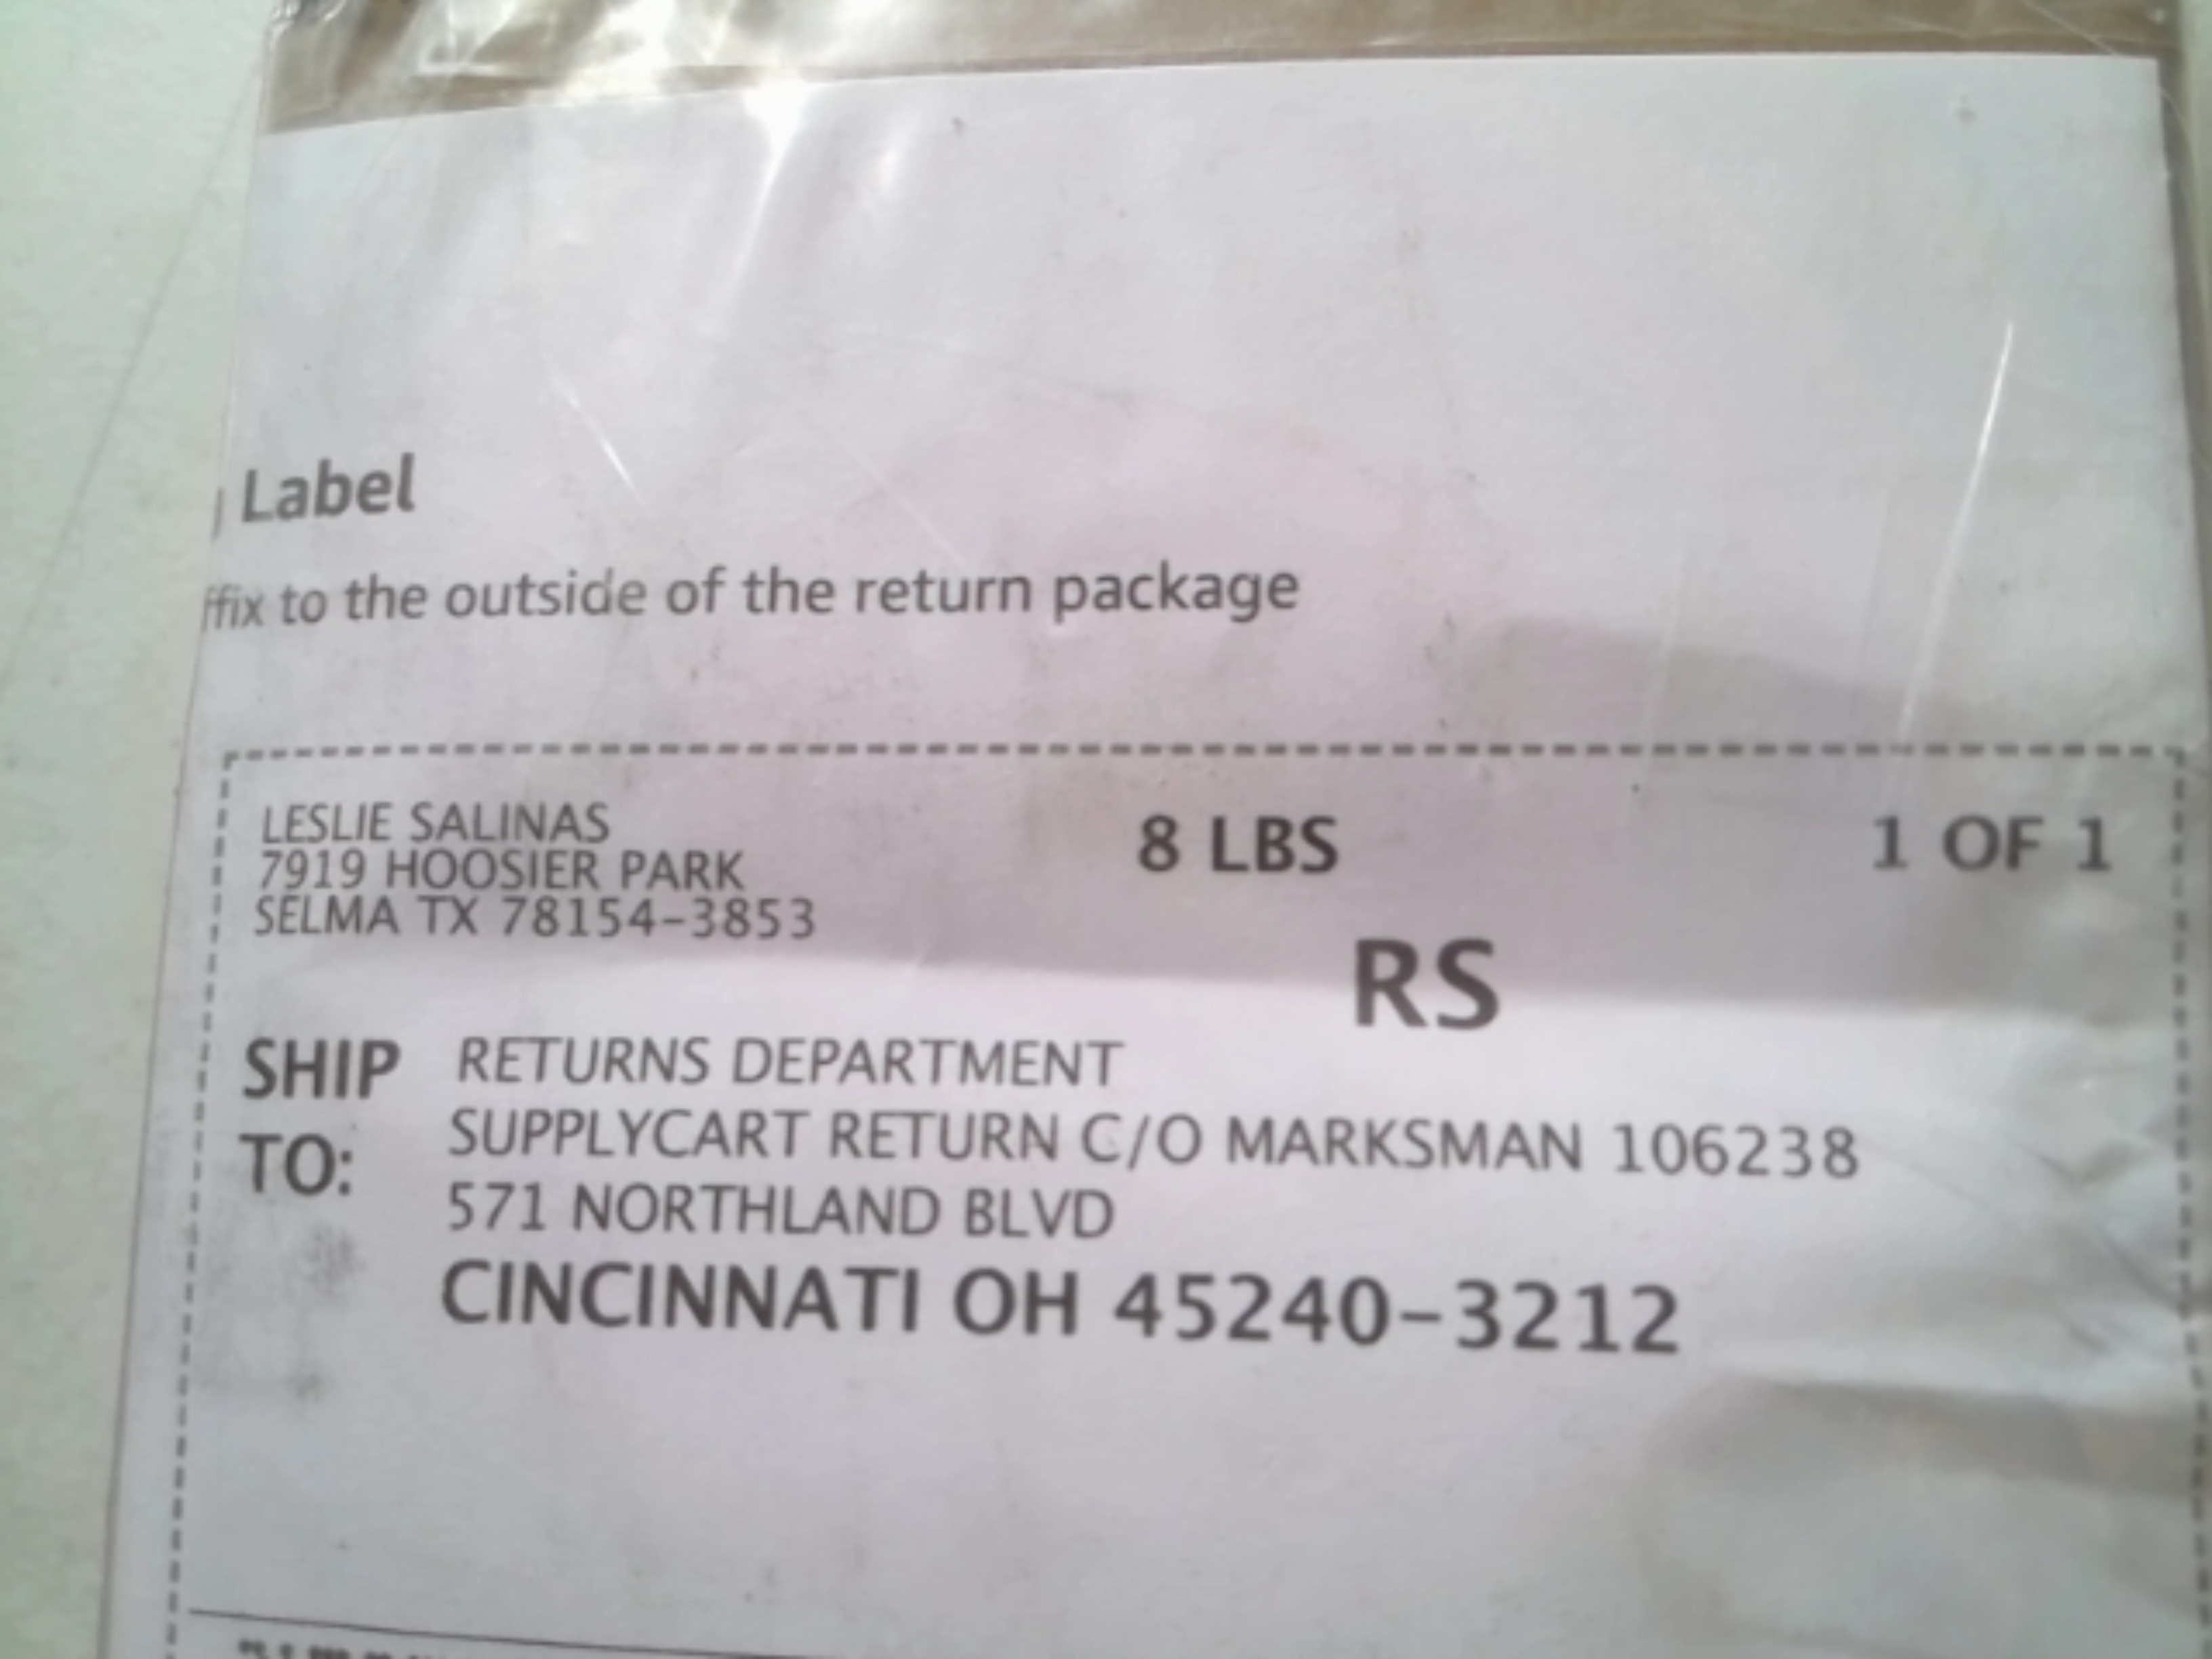 Label
ffix to the outside of the return package
LESLIE SALINAS 8 LBS 1 OF 1
7919 HOOSIER PARK
SELMA TX 78154-3853
RS
SHIP TO: RETURNS DEPARTMENT
SUPPLYCART RETURN C/O MARKSMAN 106238
571 NORTHLAND BLVD
CINCINNATI OH 45240-3212